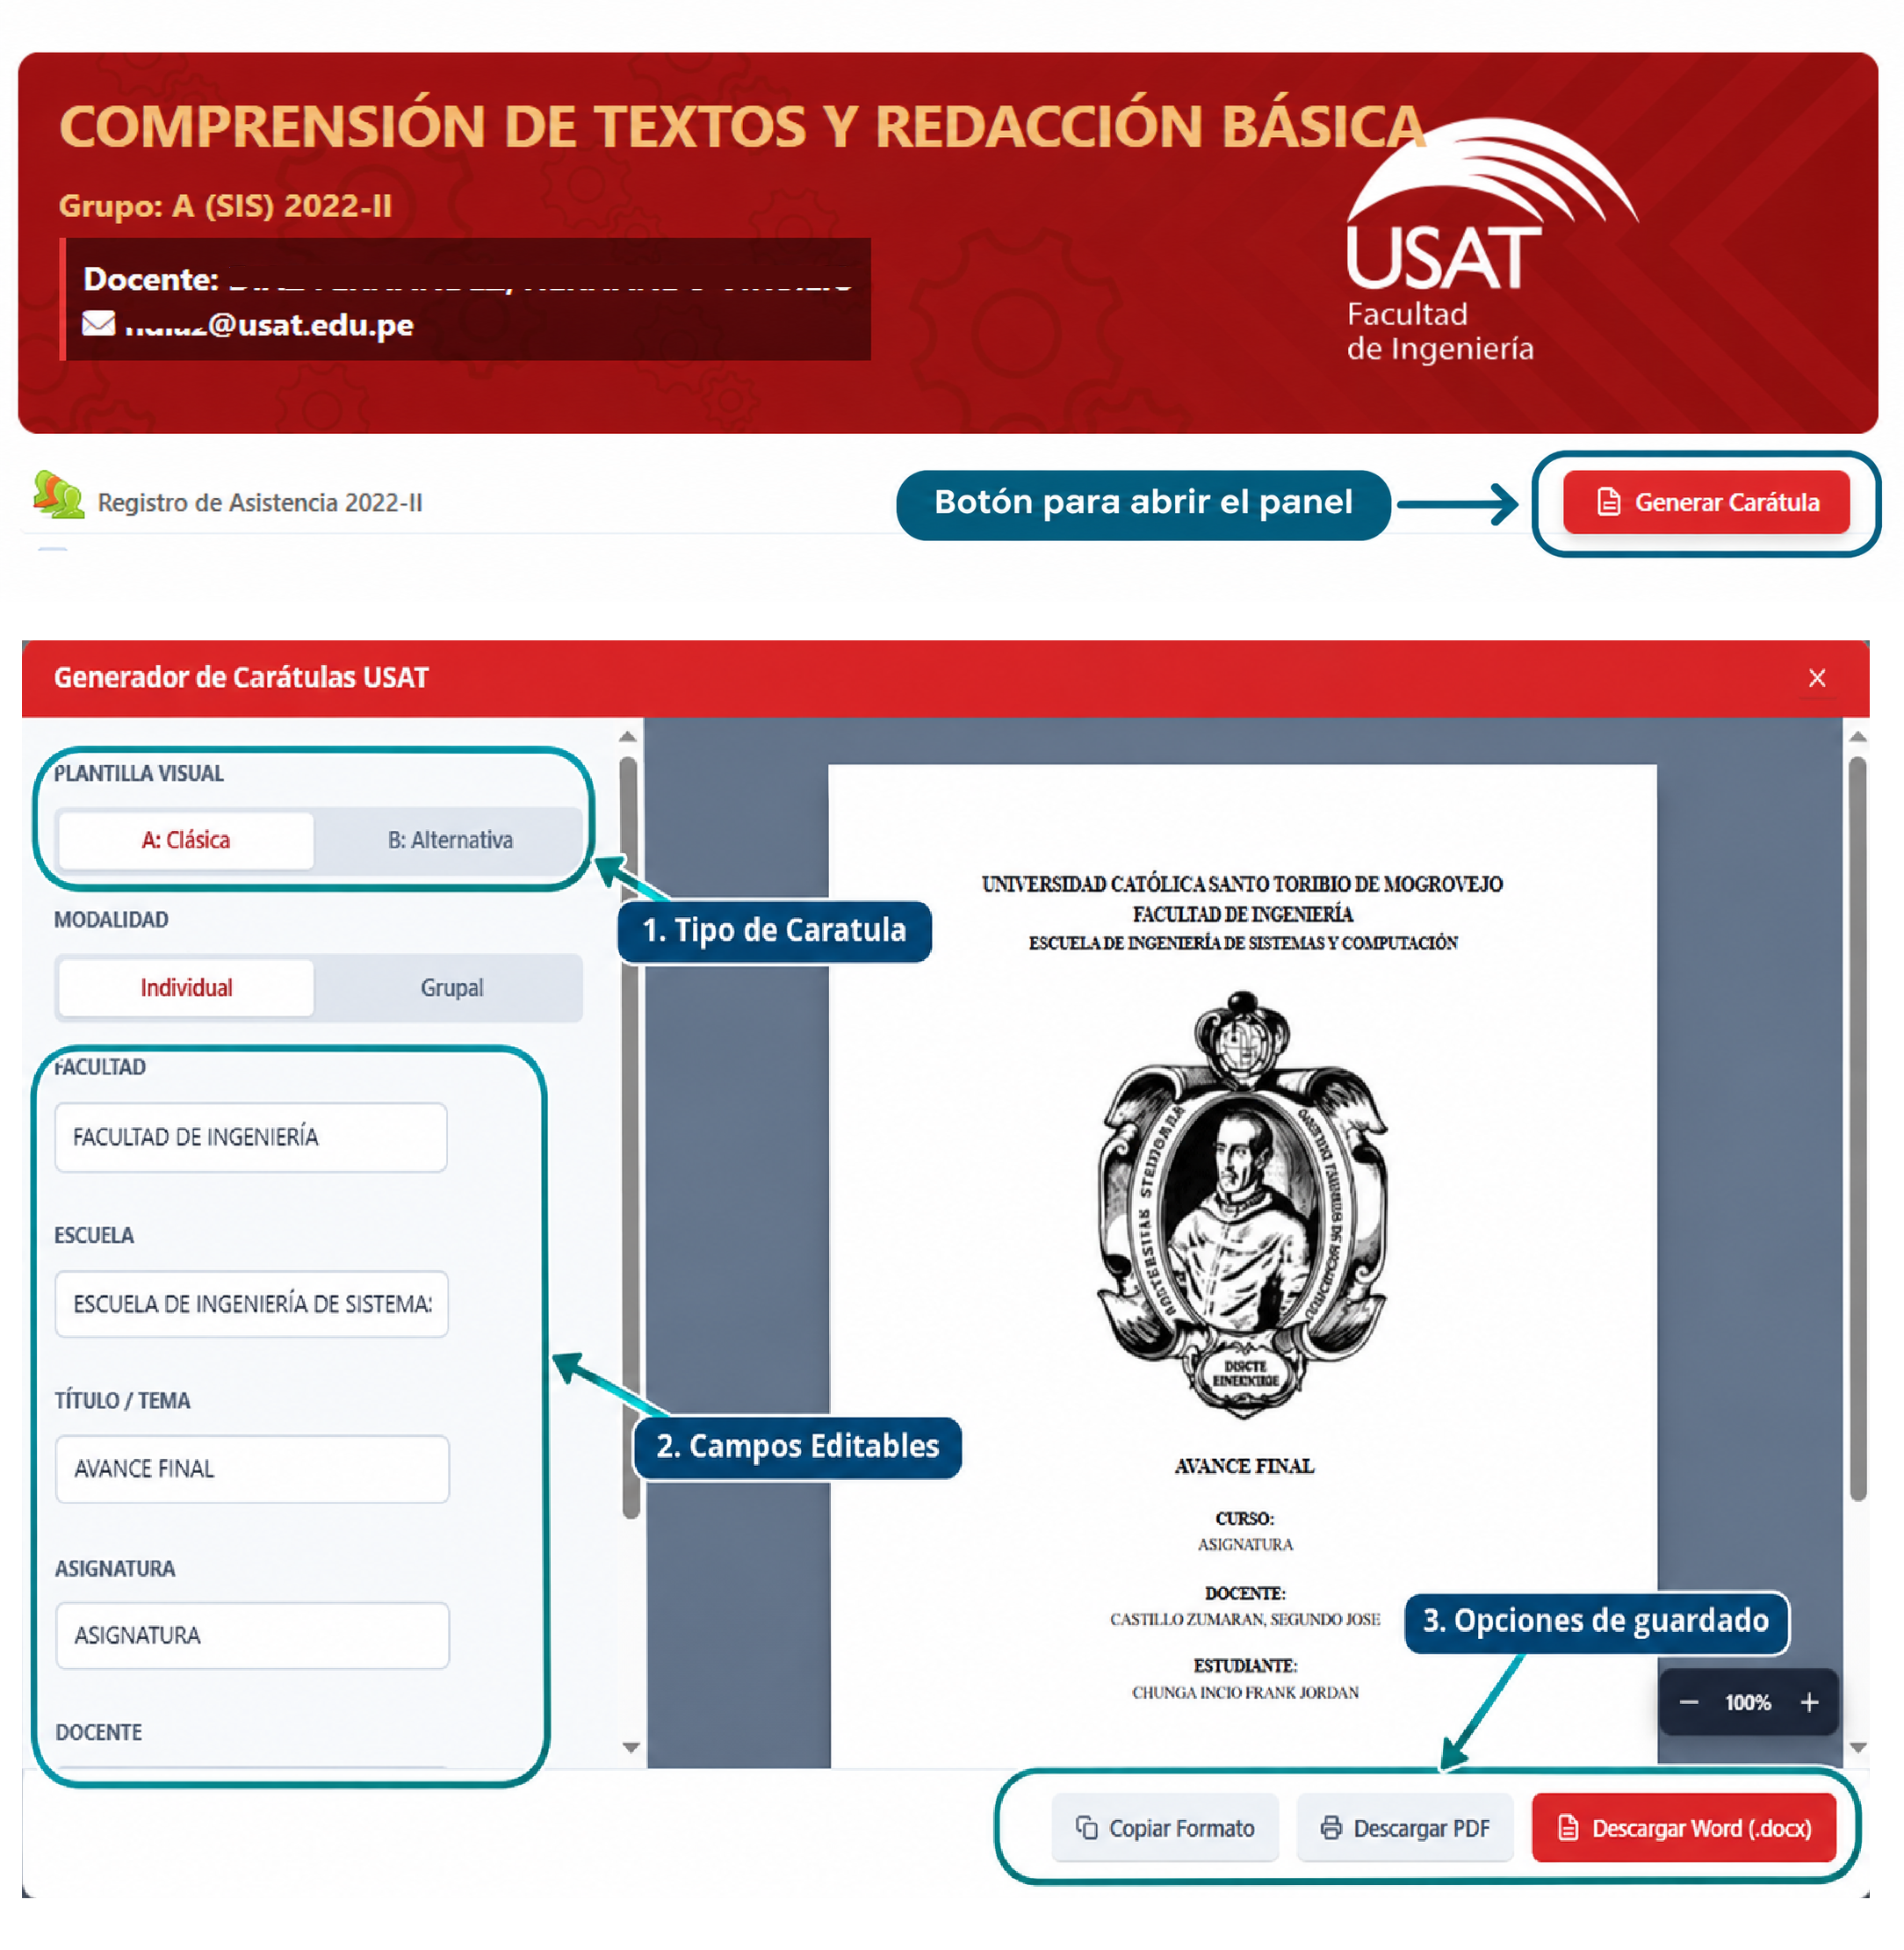 COMPRENSIÓN DE TEXTOS Y REDACCIÓN BÁSICA
Grupo: A (SIS) 2022-II
Docente:
@usat.edu.pe
USAT
Facultad
de Ingeniería
Registro de Asistencia 2022-II
Botón para abrir el panel
Generar Carátula
Generador de Carátulas USAT
PLANTILLA VISUAL
A: Clásica
B: Alternativa
1. Tipo de Caratula
MODALIDAD
Individual
Grupal
FACULTAD
FACULTAD DE INGENIERÍA
ESCUELA
ESCUELA DE INGENIERÍA DE SISTEMA
TÍTULO / TEMA
AVANCE FINAL
2. Campos Editables
ASIGNATURA
ASIGNATURA
DOCENTE
UNIVERSIDAD CATÓLICA SANTO TORIBIO DE MOGROVEJO
FACULTAD DE INGENIERÍA
ESCUELA DE INGENIERÍA DE SISTEMAS Y COMPUTACIÓN
AVANCE FINAL
CURSO:
ASIGNATURA
DOCENTE:
CASTILLO ZUMARAN, SEGUNDO JOSE
ESTUDIANTE:
CHUNGA INCIO FRANK JORDAN
3. Opciones de guardado
100%
Copiar Formato
Descargar PDF
Descargar Word (.docx)